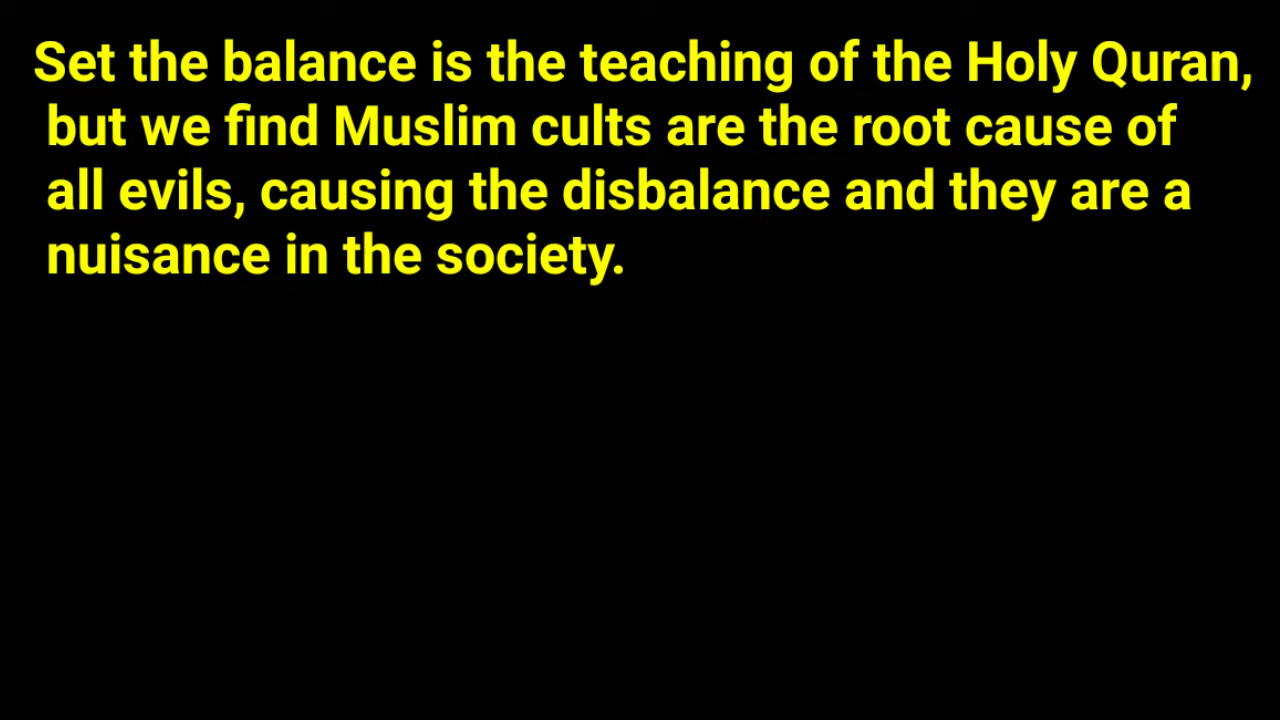 Set the balance is the teaching of the Holy Quran,
but we find Muslim cults are the root cause of
all evils, causing the disbalance and they are a
nuisance in the society.